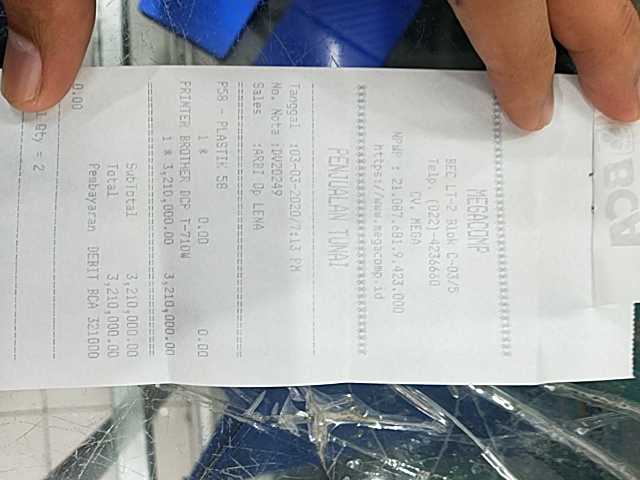 BCA
MEGACOMP
BEC LT-2 Blok C-03/5
Telp. (022)-4236660
CV. MEGA
NPWP : 21.087.681.9.423.000
https://www.megacomp.id
PENJUALAN TUNAI
Tanggal :03-03-2020/7:13 PM
No. Nota :
Sales :ARDI Op LENA
PS8 - PLASTIK S8
1 * 0.00 0.00
PRINTER BROTHER DCP T-710W
1 * 3,210,000.00 3,210,000.00
SubTotal 3,210,000.00
Total 3,210,000.00
Pembayaran DEBIT BCA 321000
0.00
Qty = 2